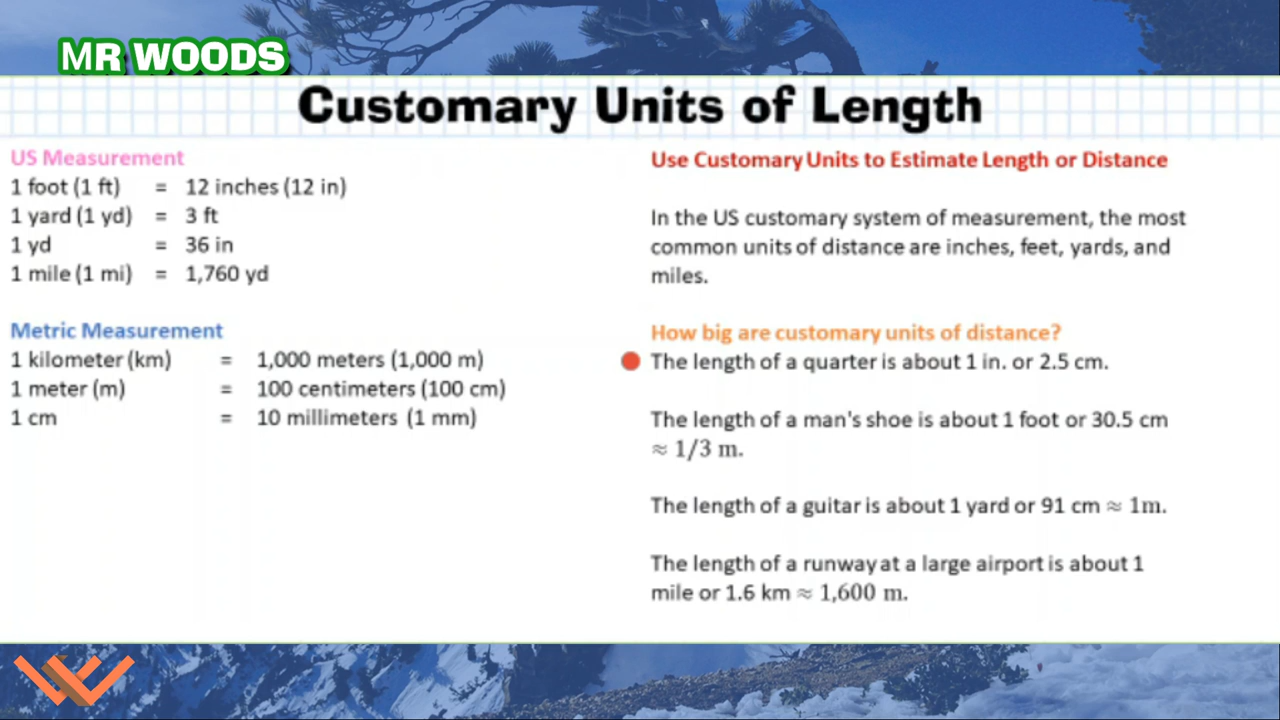 MR WOODS
Customary Units of Length
US Measurement
1 foot (1 ft) = 12 inches (12 in)
1 yard (1 yd) = 3 ft
1 yd = 36 in
1 mile (1 mi) = 1,760 yd
Metric Measurement
1 kilometer (km) = 1,000 meters (1,000 m)
1 meter (m) = 100 centimeters (100 cm)
1 cm = 10 millimeters (1 mm)
Use Customary Units to Estimate Length or Distance
In the US customary system of measurement, the most
common units of distance are inches, feet, yards, and
miles.
How big are customary units of distance?
The length of a quarter is about 1 in. or 2.5 cm.
The length of a man's shoe is about 1 foot or 30.5 cm
≈ 1/3 m.
The length of a guitar is about 1 yard or 91 cm ≈ 1m.
The length of a runway at a large airport is about 1
mile or 1.6 km ≈ 1,600 m.